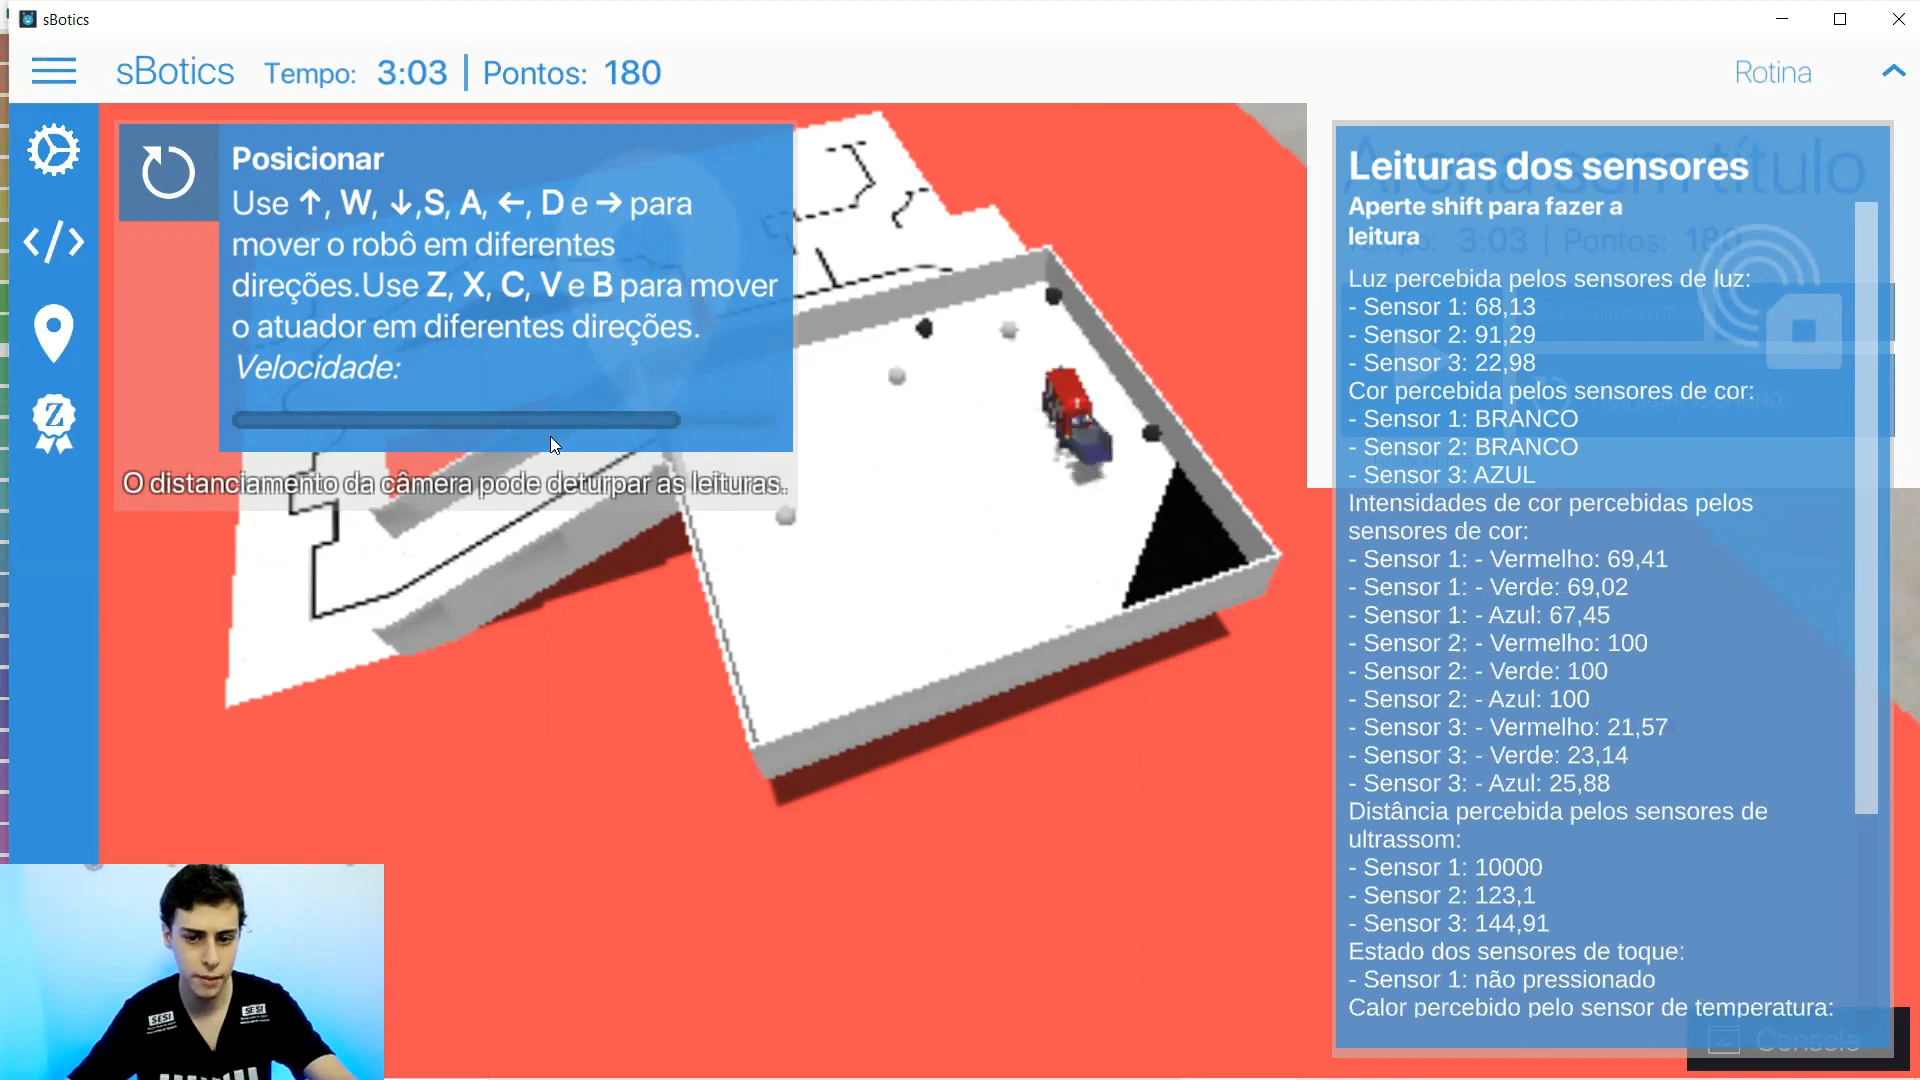 sBotics
sBotics Tempo: 3:03 | Pontos: 180
Rotina
Posicionar
Use ↑, W, ↓,S, A, ←, D e → para
mover o robô em diferentes
direções.Use Z, X, C, V e B para mover
o atuador em diferentes direções.
Velocidade:
O distanciamento da câmera pode deturpar as leituras.
Arena sem título
Leituras dos sensores
Aperte shift para fazer a
leitura
3:03 | Pontos: 180
Luz percebida pelos sensores de luz:
- Sensor 1: 68,13
- Sensor 2: 91,29
- Sensor 3: 22,98
Cor percebida pelos sensores de cor:
- Sensor 1: BRANCO
- Sensor 2: BRANCO
- Sensor 3: AZUL
Intensidades de cor percebidas pelos
sensores de cor:
- Sensor 1: - Vermelho: 69,41
- Sensor 1: - Verde: 69,02
- Sensor 1: - Azul: 67,45
- Sensor 2: - Vermelho: 100
- Sensor 2: - Verde: 100
- Sensor 2: - Azul: 100
- Sensor 3: - Vermelho: 21,57
- Sensor 3: - Verde: 23,14
- Sensor 3: - Azul: 25,88
Distância percebida pelos sensores de
ultrassom:
- Sensor 1: 10000
- Sensor 2: 123,1
- Sensor 3: 144,91
Estado dos sensores de toque:
- Sensor 1: não pressionado
Calor percebido pelo sensor de temperatura:
Console
Z
SESI
SESI